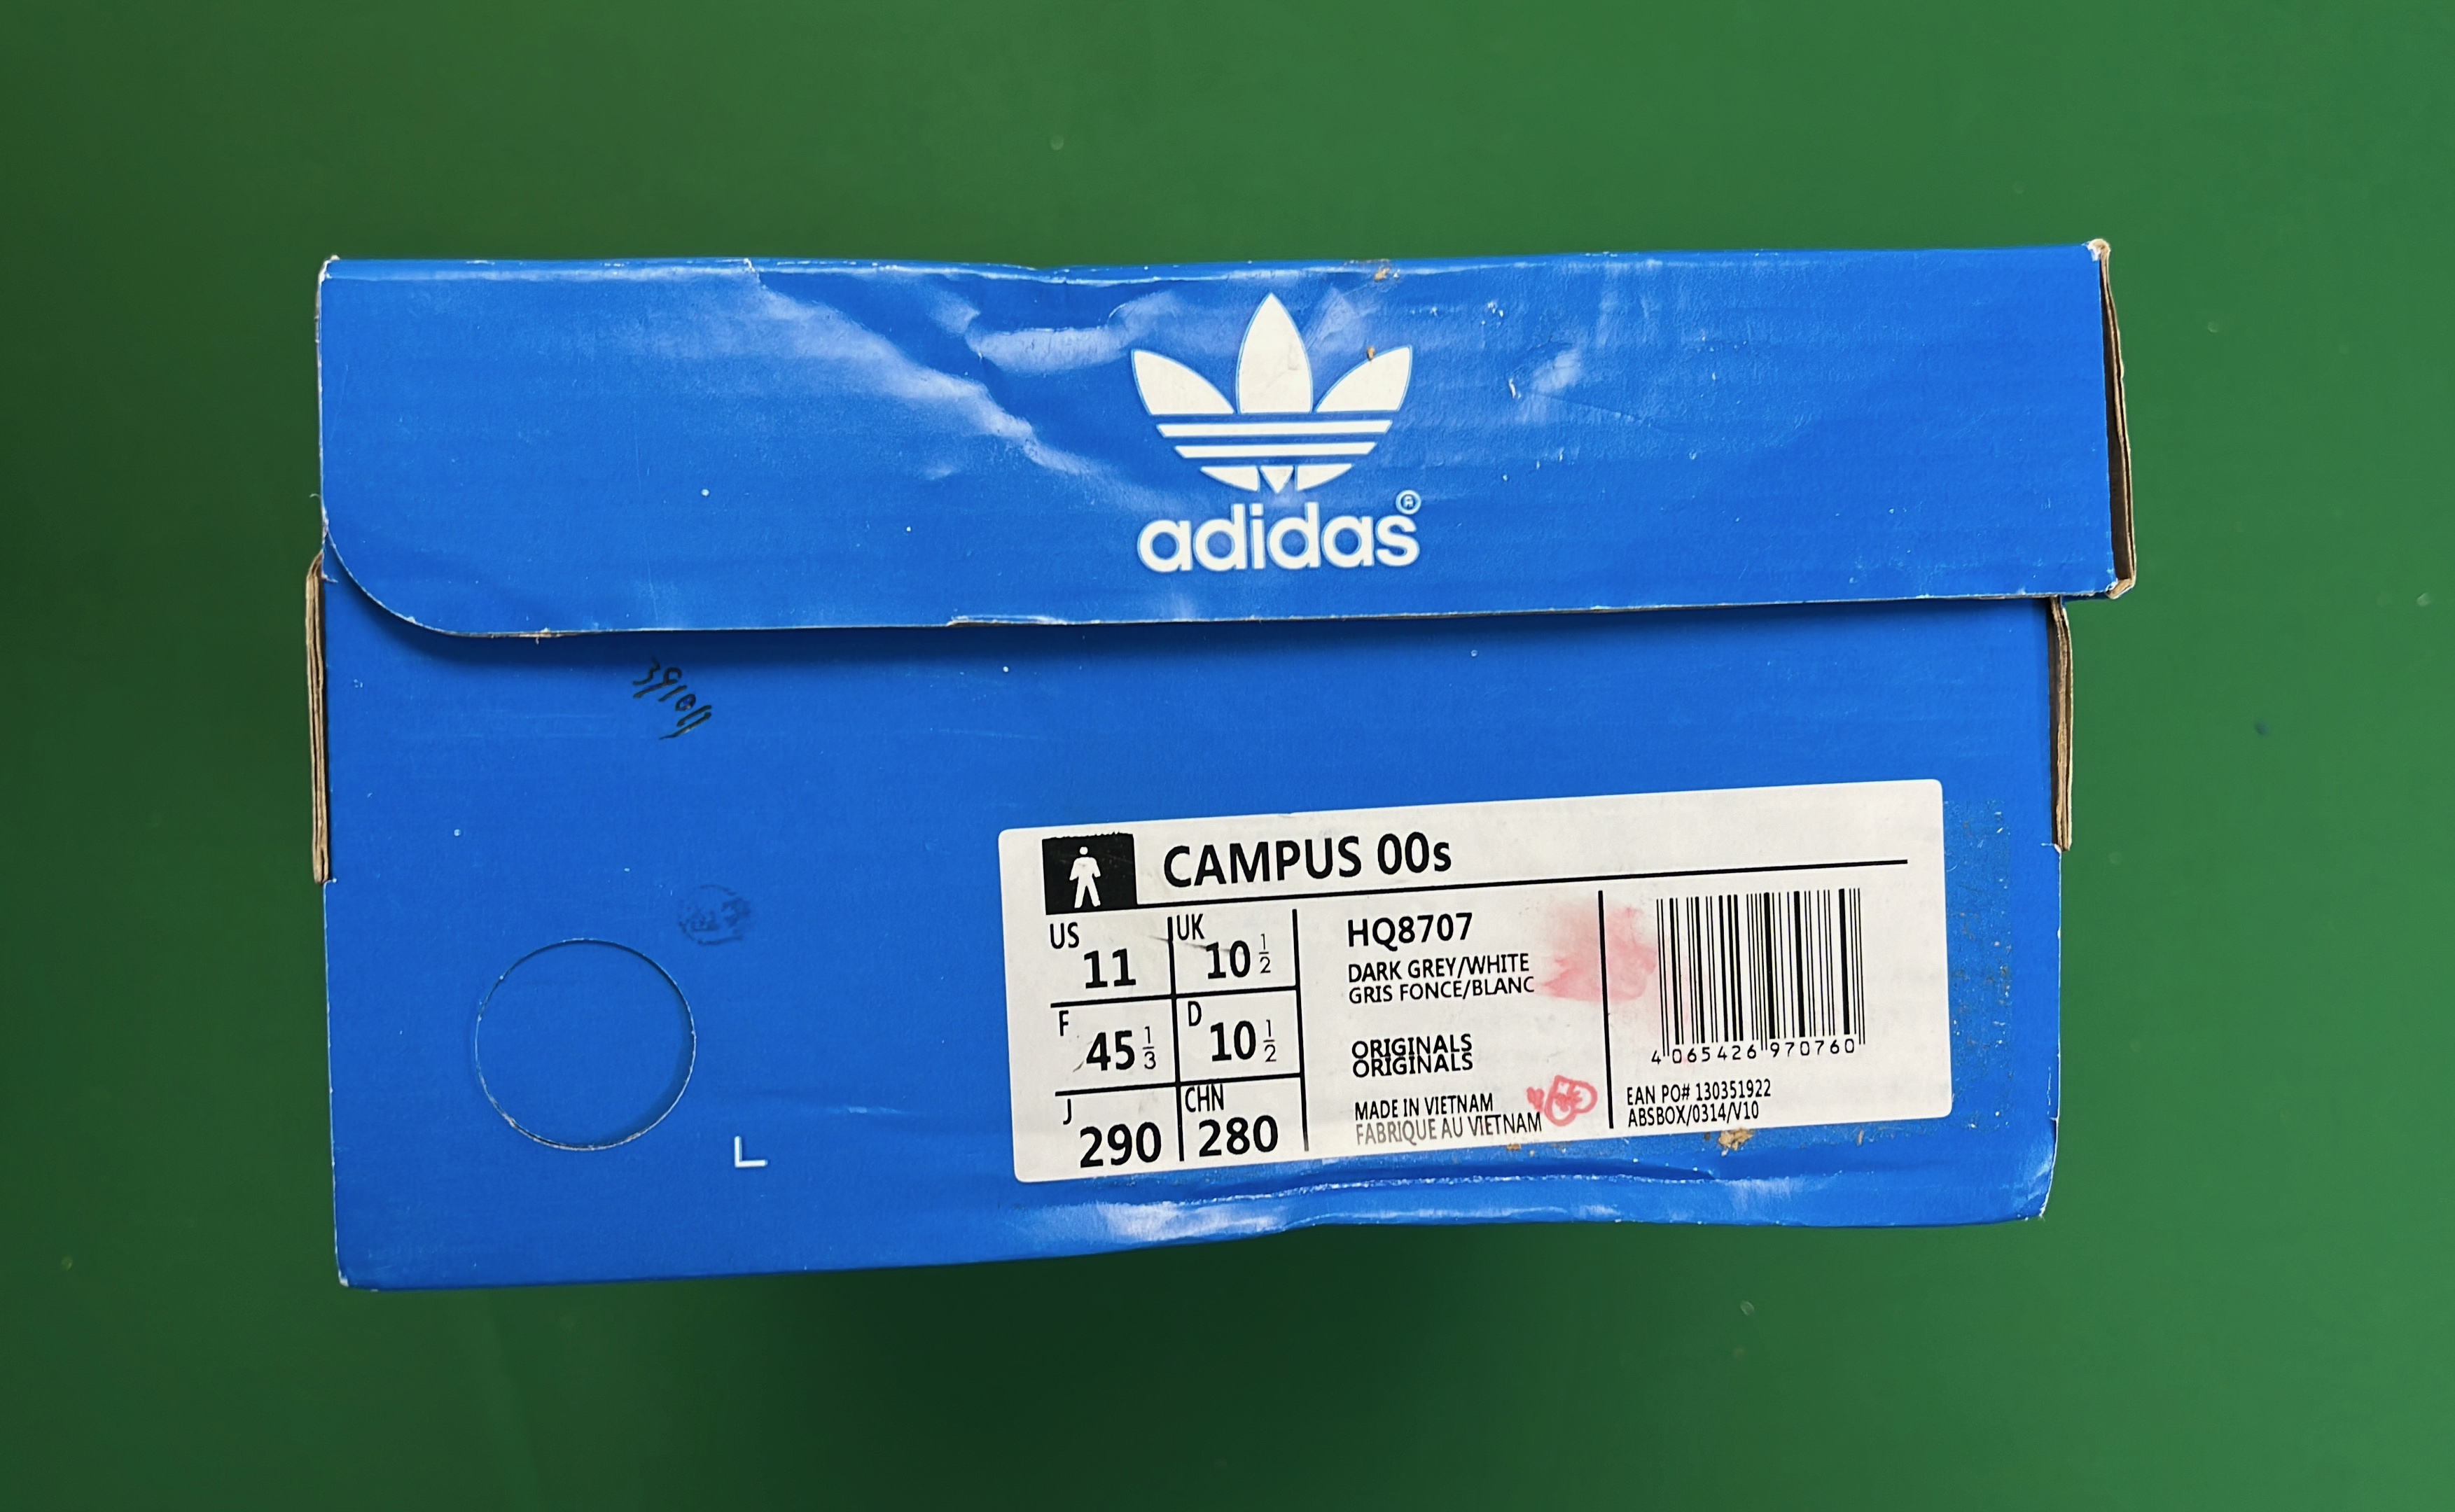 adidas®
CAMPUS 00s
US 11 UK 10 1/2
F 45 1/3 D 10 1/2
J 290 CHN 280
HQ8707
DARK GREY/WHITE
GRIS FONCE/BLANC
ORIGINALS
ORIGINALS
MADE IN VIETNAM
FABRIQUE AU VIETNAM
4 065426 970760
EAN PO# 130351922
ABSBOX/0314/V10
L